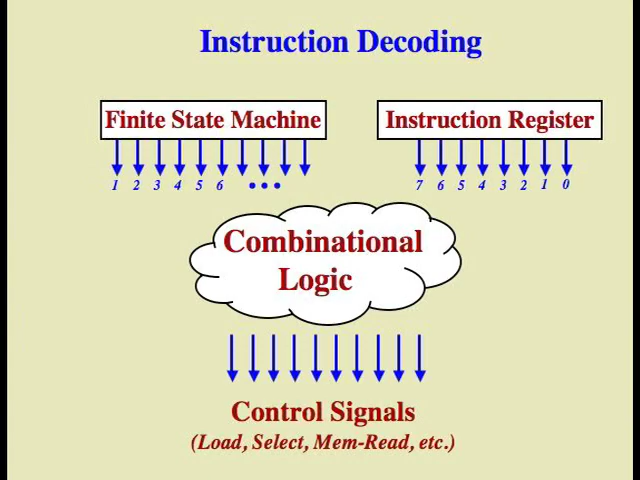 Instruction Decoding
Finite State Machine
Instruction Register
1 2 3 4 5 6 •••
7 6 5 4 3 2 1 0
Combinational
Logic
Control Signals
(Load, Select, Mem-Read, etc.)